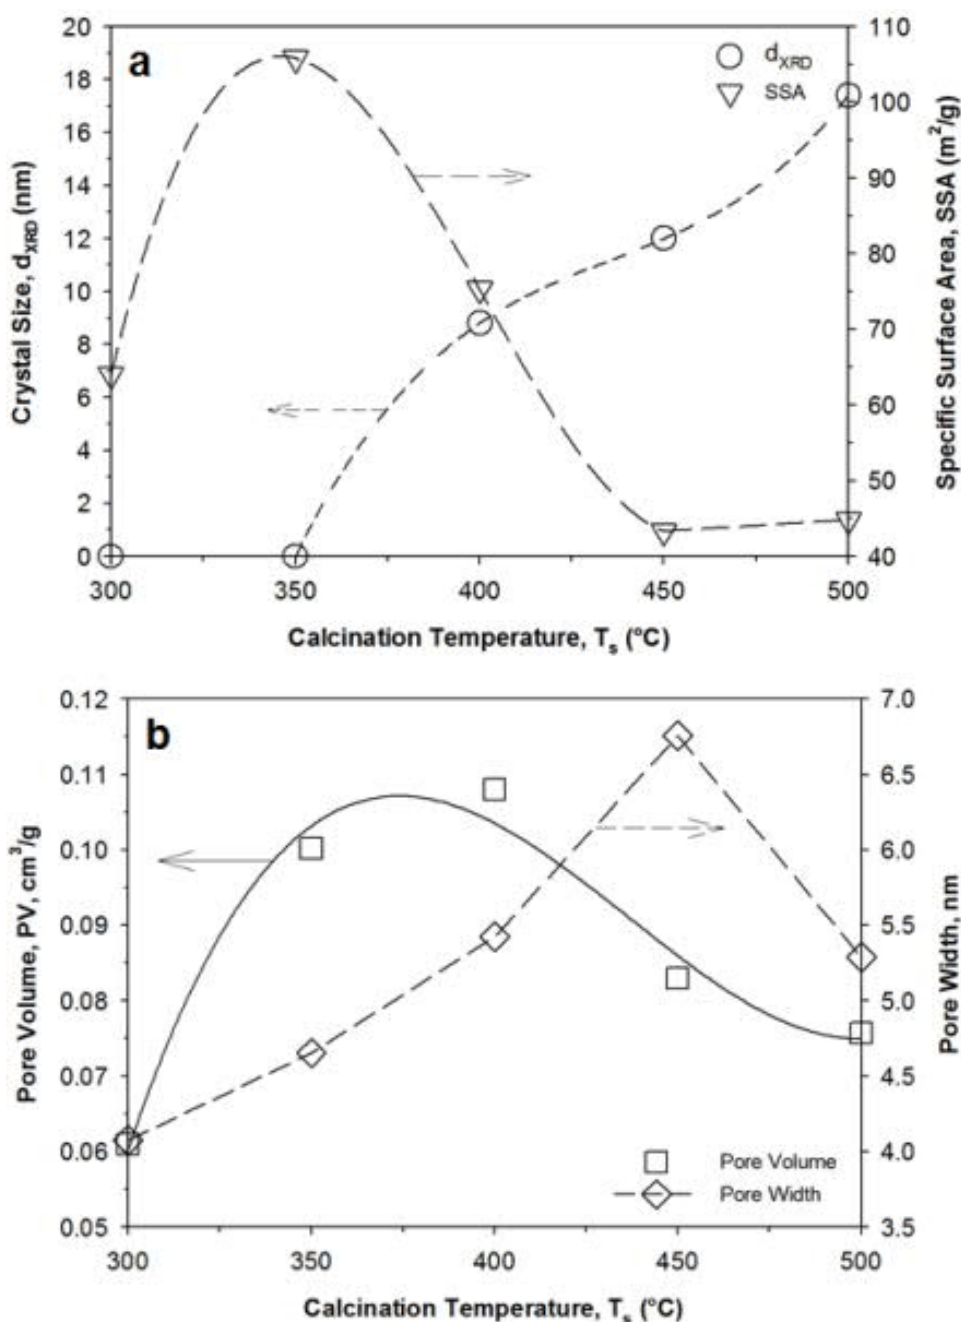 a
d_XRD
SSA
20
18
16
14
12
10
8
6
4
2
0
110
100
90
80
70
60
50
40
300 350 400 450 500
Crystal Size, d_XRD (nm)
Specific Surface Area, SSA (m²/g)
Calcination Temperature, T_s (°C)
b
0.12
0.11
0.10
0.09
0.08
0.07
0.06
0.05
7.0
6.5
6.0
5.5
5.0
4.5
4.0
3.5
Pore Volume
Pore Width
300 350 400 450 500
Pore Volume, PV, cm³/g
Pore Width, nm
Calcination Temperature, T_s (°C)